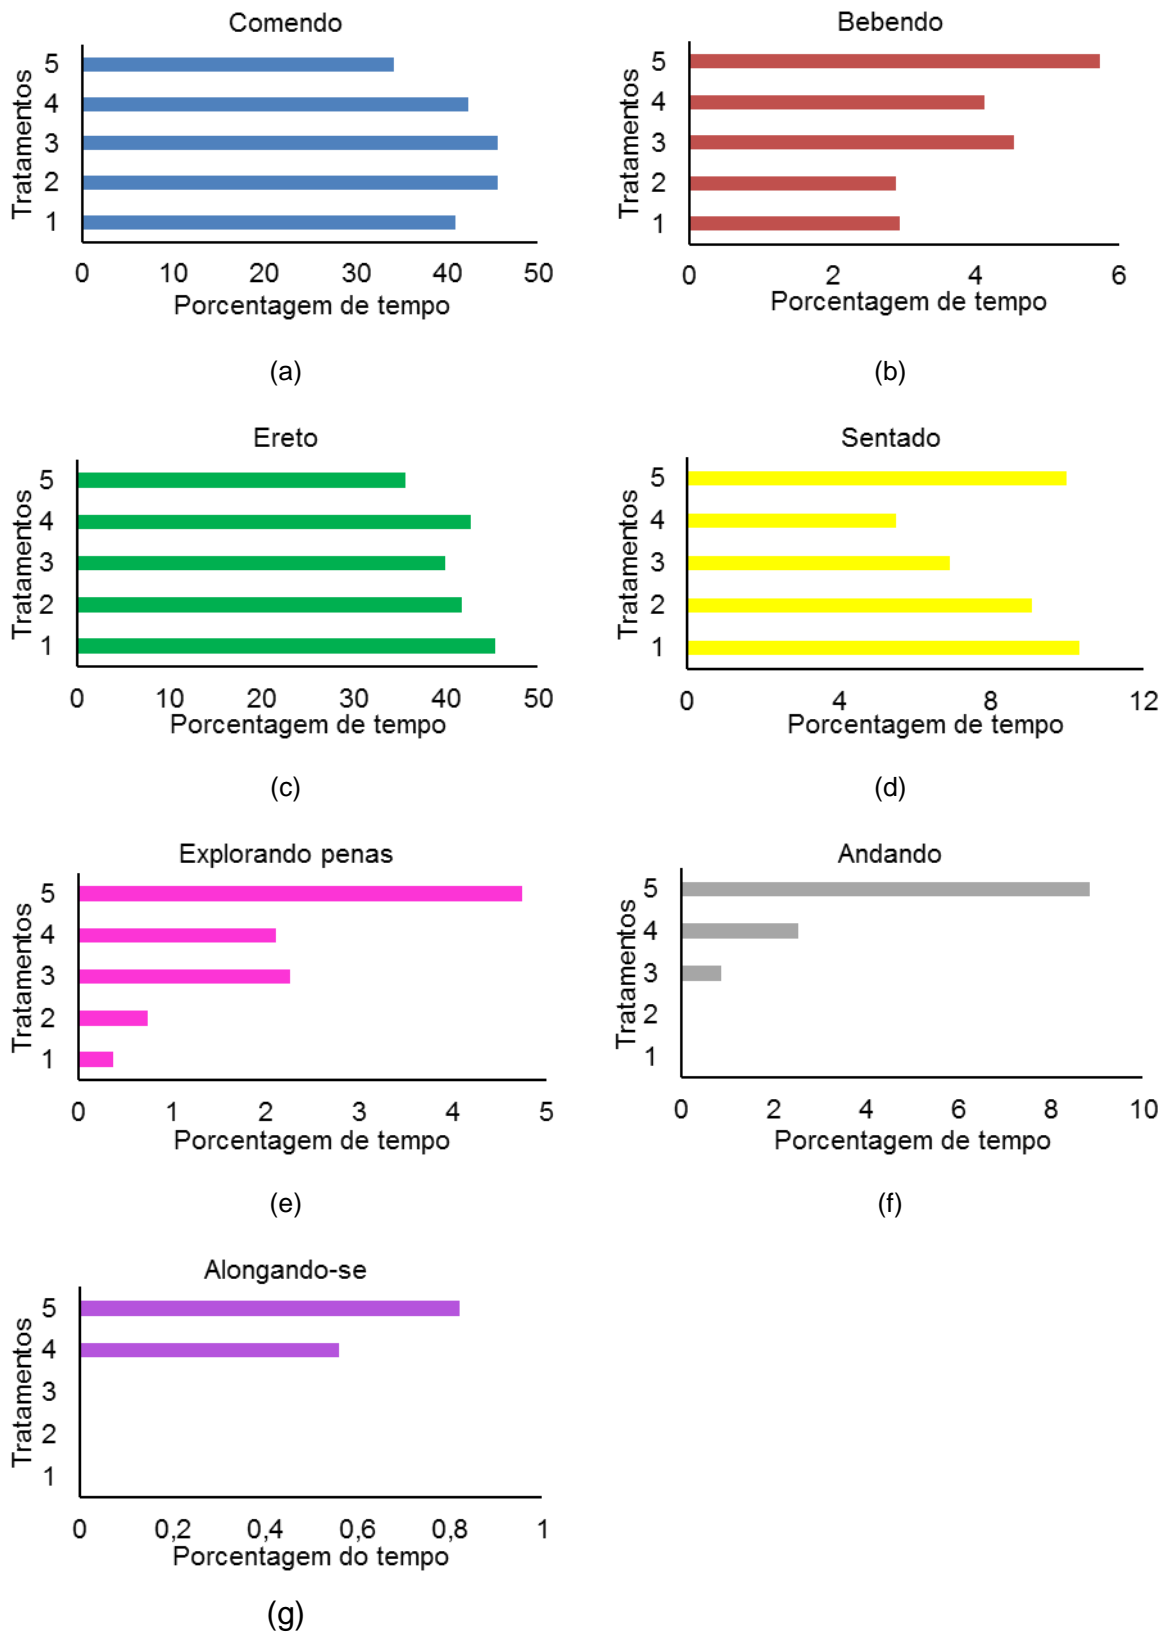 Comendo
Tratamentos
5
4
3
2
1
0 10 20 30 40 50
Porcentagem de tempo
(a)
Bebendo
Tratamentos
5
4
3
2
1
0 2 4 6
Porcentagem de tempo
(b)
Ereto
Tratamentos
5
4
3
2
1
0 10 20 30 40 50
Porcentagem de tempo
(c)
Sentado
Tratamentos
5
4
3
2
1
0 4 8 12
Porcentagem de tempo
(d)
Explorando penas
Tratamentos
5
4
3
2
1
0 1 2 3 4 5
Porcentagem de tempo
(e)
Andando
Tratamentos
5
4
3
2
1
0 2 4 6 8 10
Porcentagem de tempo
(f)
Alongando-se
Tratamentos
5
4
3
2
1
0 0,2 0,4 0,6 0,8 1
Porcentagem do tempo
(g)